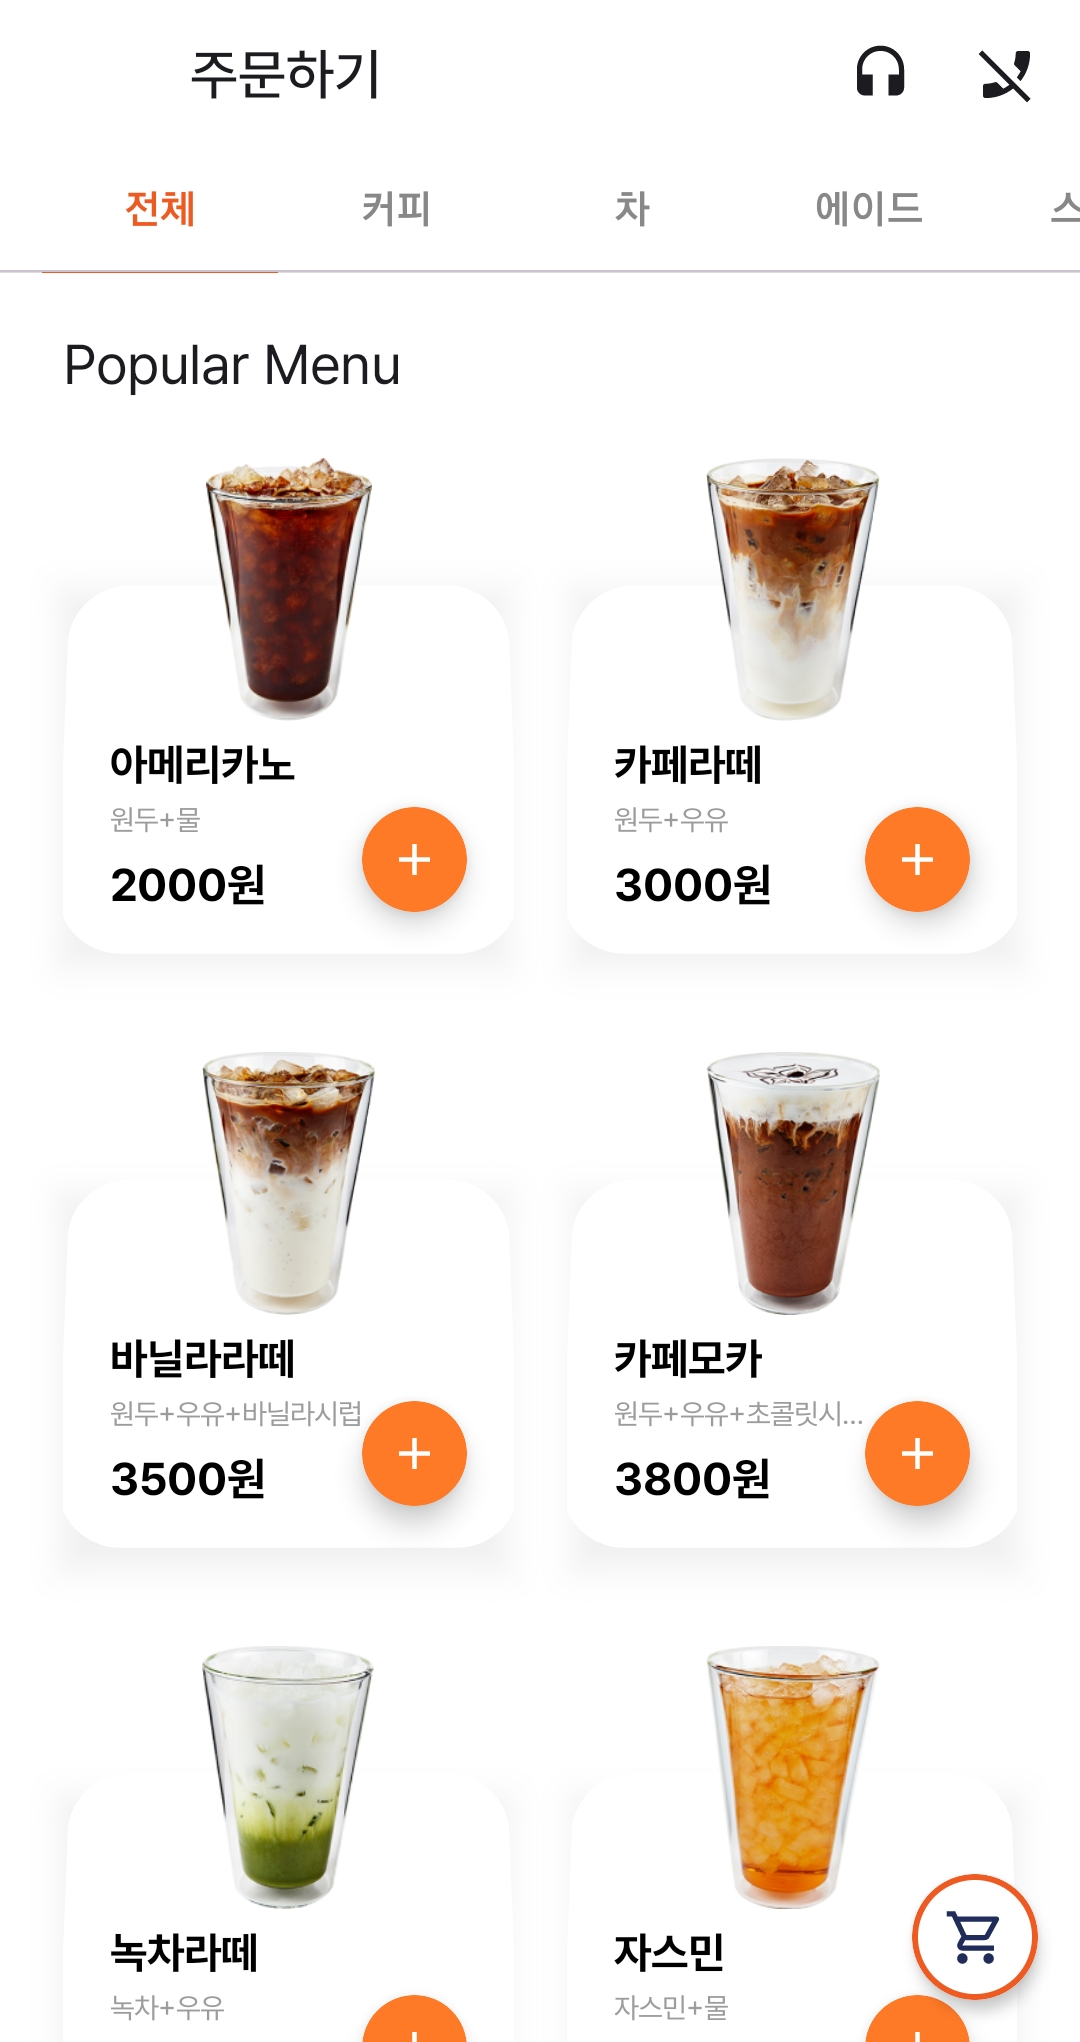 주문하기
전체 커피 차 에이드
Popular Menu
아메리카노
원두+물
2000원
카페라떼
원두+우유
3000원
바닐라라떼
원두+우유+바닐라시럽
3500원
카페모카
원두+우유+초콜릿시...
3800원
녹차라떼
녹차+우유
자스민
자스민+물